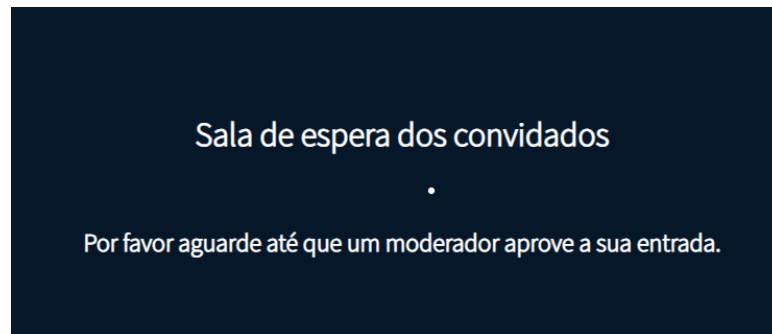 Sala de espera dos convidados
Por favor aguarde até que um moderador aprove a sua entrada.